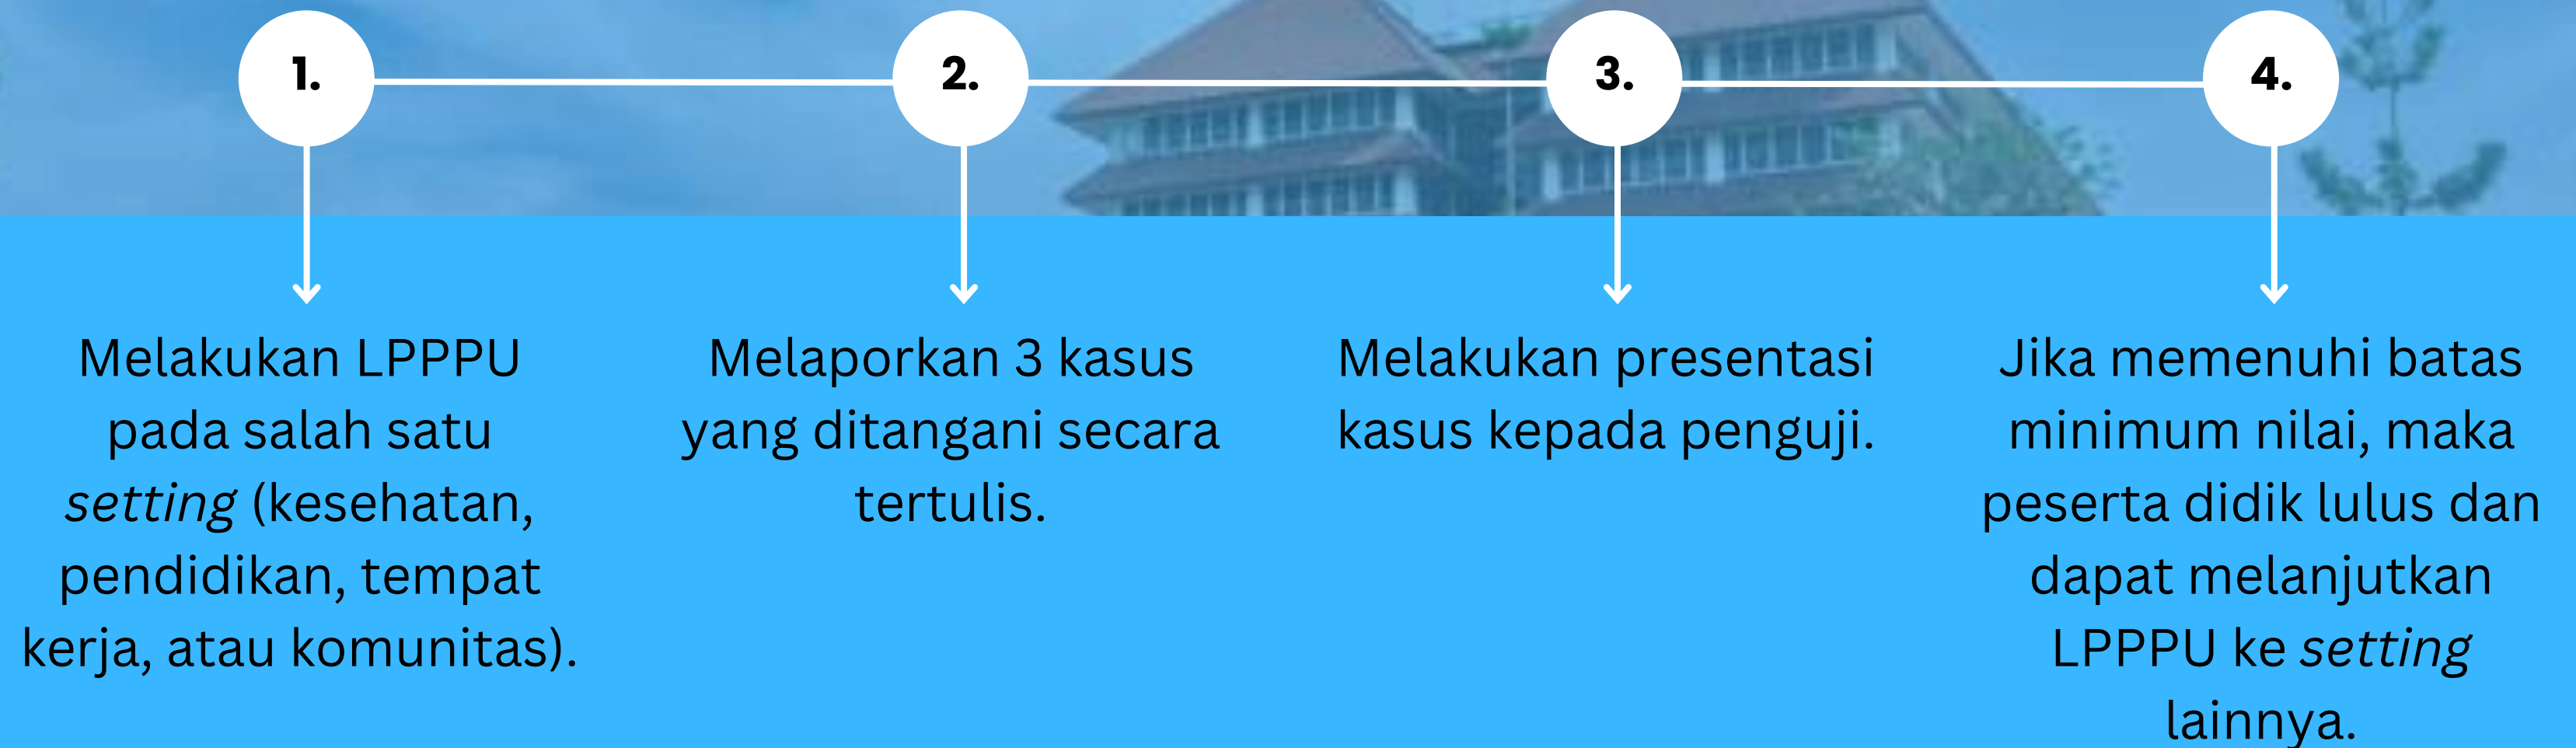 1.
Melakukan LPPPU
pada salah satu
setting (kesehatan,
pendidikan, tempat
kerja, atau komunitas).
2.
Melaporkan 3 kasus
yang ditangani secara
tertulis.
3.
Melakukan presentasi
kasus kepada penguji.
4.
Jika memenuhi batas
minimum nilai, maka
peserta didik lulus dan
dapat melanjutkan
LPPPU ke setting
lainnya.